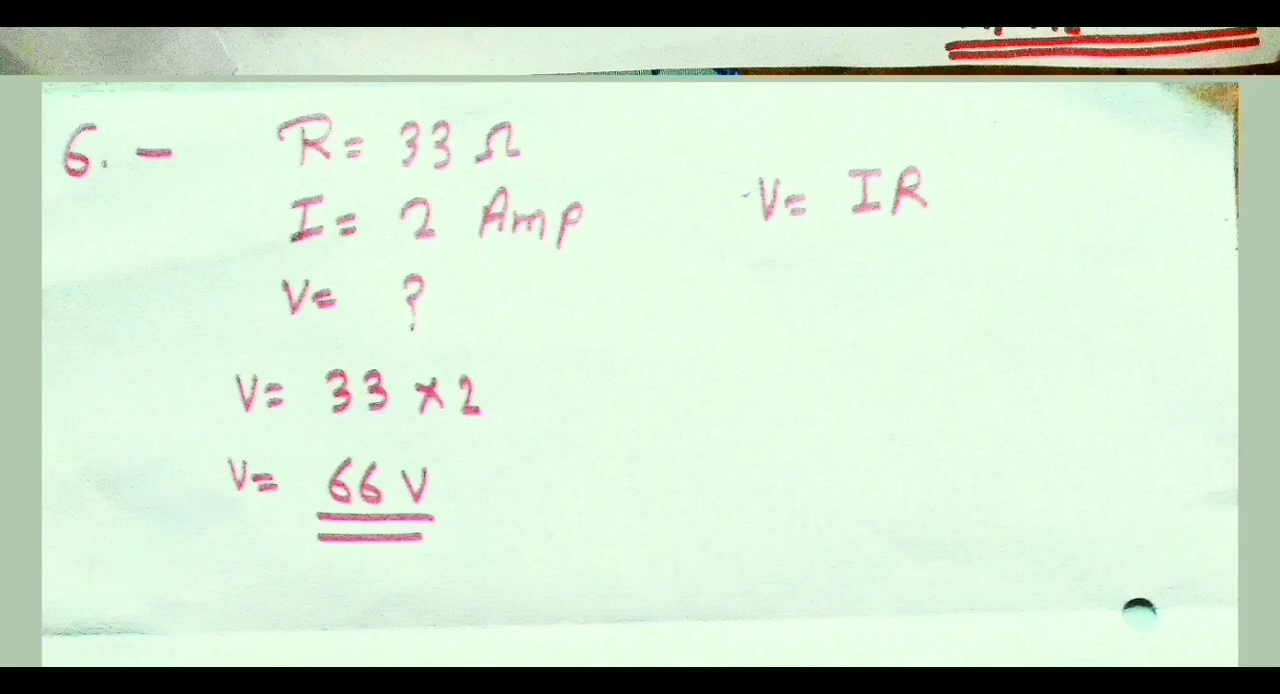 6. - R = 33 Ω
I = 2 Amp
V = IR
V = ?
V = 33 × 2
V = 66 V